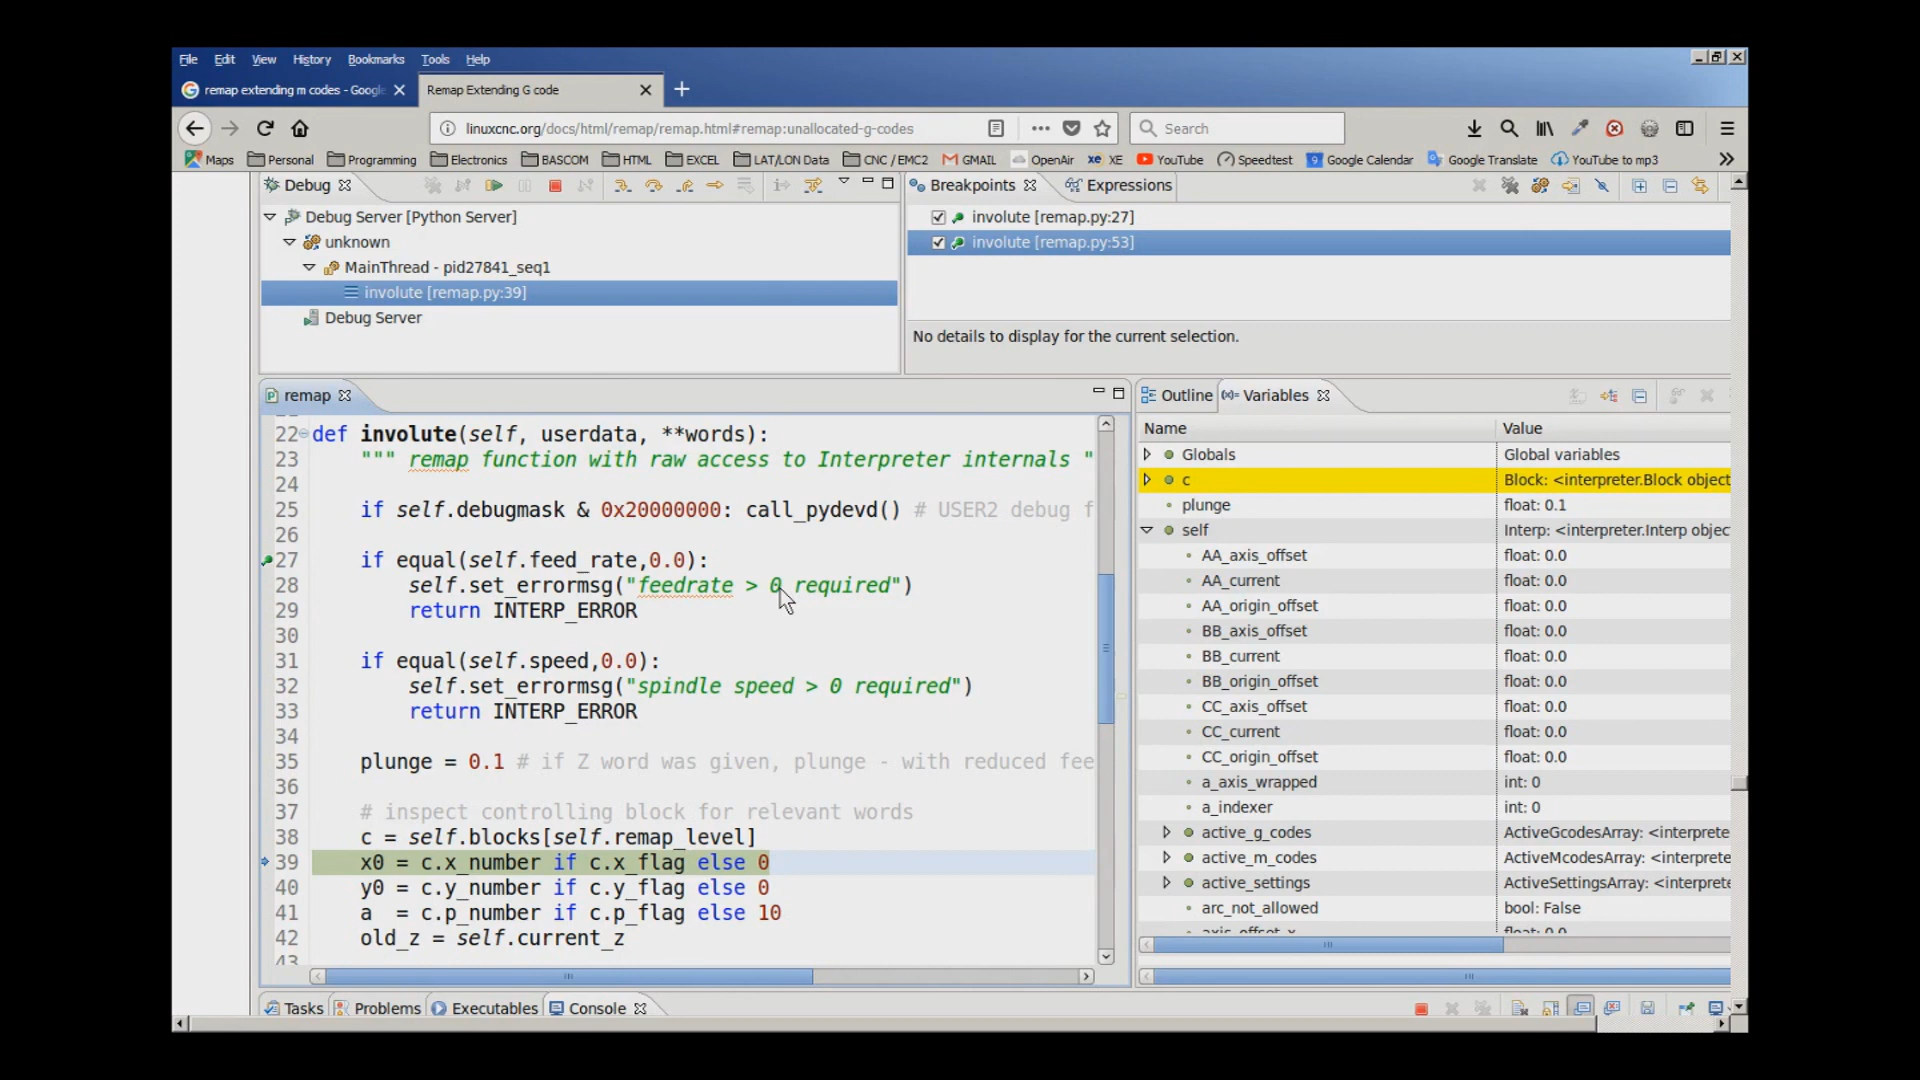 File Edit View History Bookmarks Tools Help
remap extending m codes - Google
Remap Extending G code
linuxcnc.org/docs/html/remap/remap.html#remap:unallocated-g-codes
Search
Maps Personal Programming Electronics BASCOM HTML EXCEL LAT/LON Data CNC / EMC2 GMAIL OpenAir XE YouTube Speedtest Google Calendar Google Translate YouTube to mp3
Debug
Debug Server [Python Server]
unknown
MainThread - pid27841_seq1
involute [remap.py:39]
Debug Server
Breakpoints Expressions
involute [remap.py:27]
involute [remap.py:53]
No details to display for the current selection.
remap
22 def involute(self, userdata, **words):
23 """ remap function with raw access to Interpreter internals "
24
25 if self.debugmask & 0x20000000: call_pydevd() # USER2 debug f
26
27 if equal(self.feed_rate,0.0):
28 self.set_errormsg("feedrate > 0 required")
29 return INTERP_ERROR
30
31 if equal(self.speed,0.0):
32 self.set_errormsg("spindle speed > 0 required")
33 return INTERP_ERROR
34
35 plunge = 0.1 # if Z word was given, plunge - with reduced fee
36
37 # inspect controlling block for relevant words
38 c = self.blocks[self.remap_level]
39 x0 = c.x_number if c.x_flag else 0
40 y0 = c.y_number if c.y_flag else 0
41 a = c.p_number if c.p_flag else 10
42 old_z = self.current_z
43
Outline Variables
Name Value
Globals Global variables
c Block: <interpreter.Block object
plunge float: 0.1
self Interp: <interpreter.Interp objec
AA_axis_offset float: 0.0
AA_current float: 0.0
AA_origin_offset float: 0.0
BB_axis_offset float: 0.0
BB_current float: 0.0
BB_origin_offset float: 0.0
CC_axis_offset float: 0.0
CC_current float: 0.0
CC_origin_offset float: 0.0
a_axis_wrapped int: 0
a_indexer int: 0
active_g_codes ActiveGcodesArray: <interprete
active_m_codes ActiveMcodesArray: <interprete
active_settings ActiveSettingsArray: <interprete
arc_not_allowed bool: False
axis_offset_x float: 0.0
Tasks Problems Executables Console